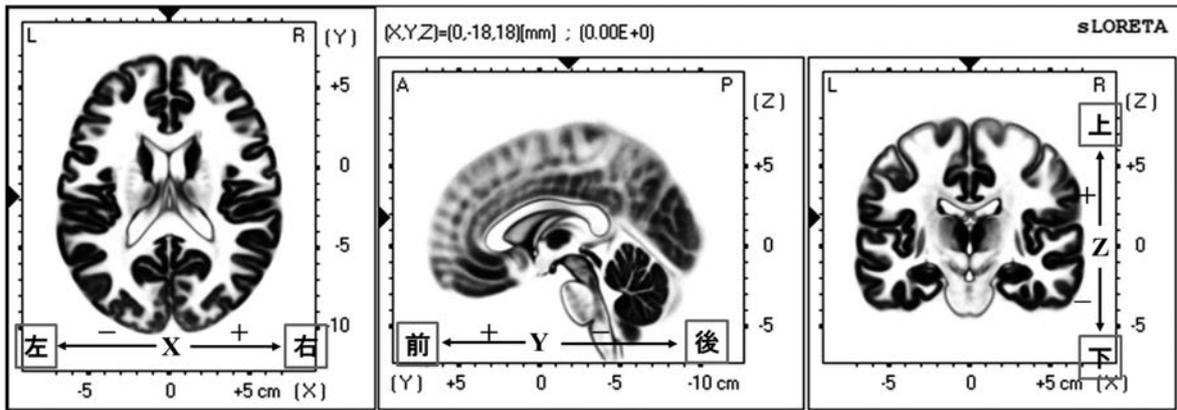 (X,Y,Z)=(0,-18,18)[mm] ; (0.00E+0)
sLORETA
L R (Y)
+5
0
-5
-10
左 − X + 右
-5 0 +5 cm (X)
A P (Z)
+5
0
-5
前 + Y − 後
(Y) +5 0 -5 -10 cm
L R (Z)
上
+5
+
Z
0
−
-5
下
-5 0 +5 cm (X)